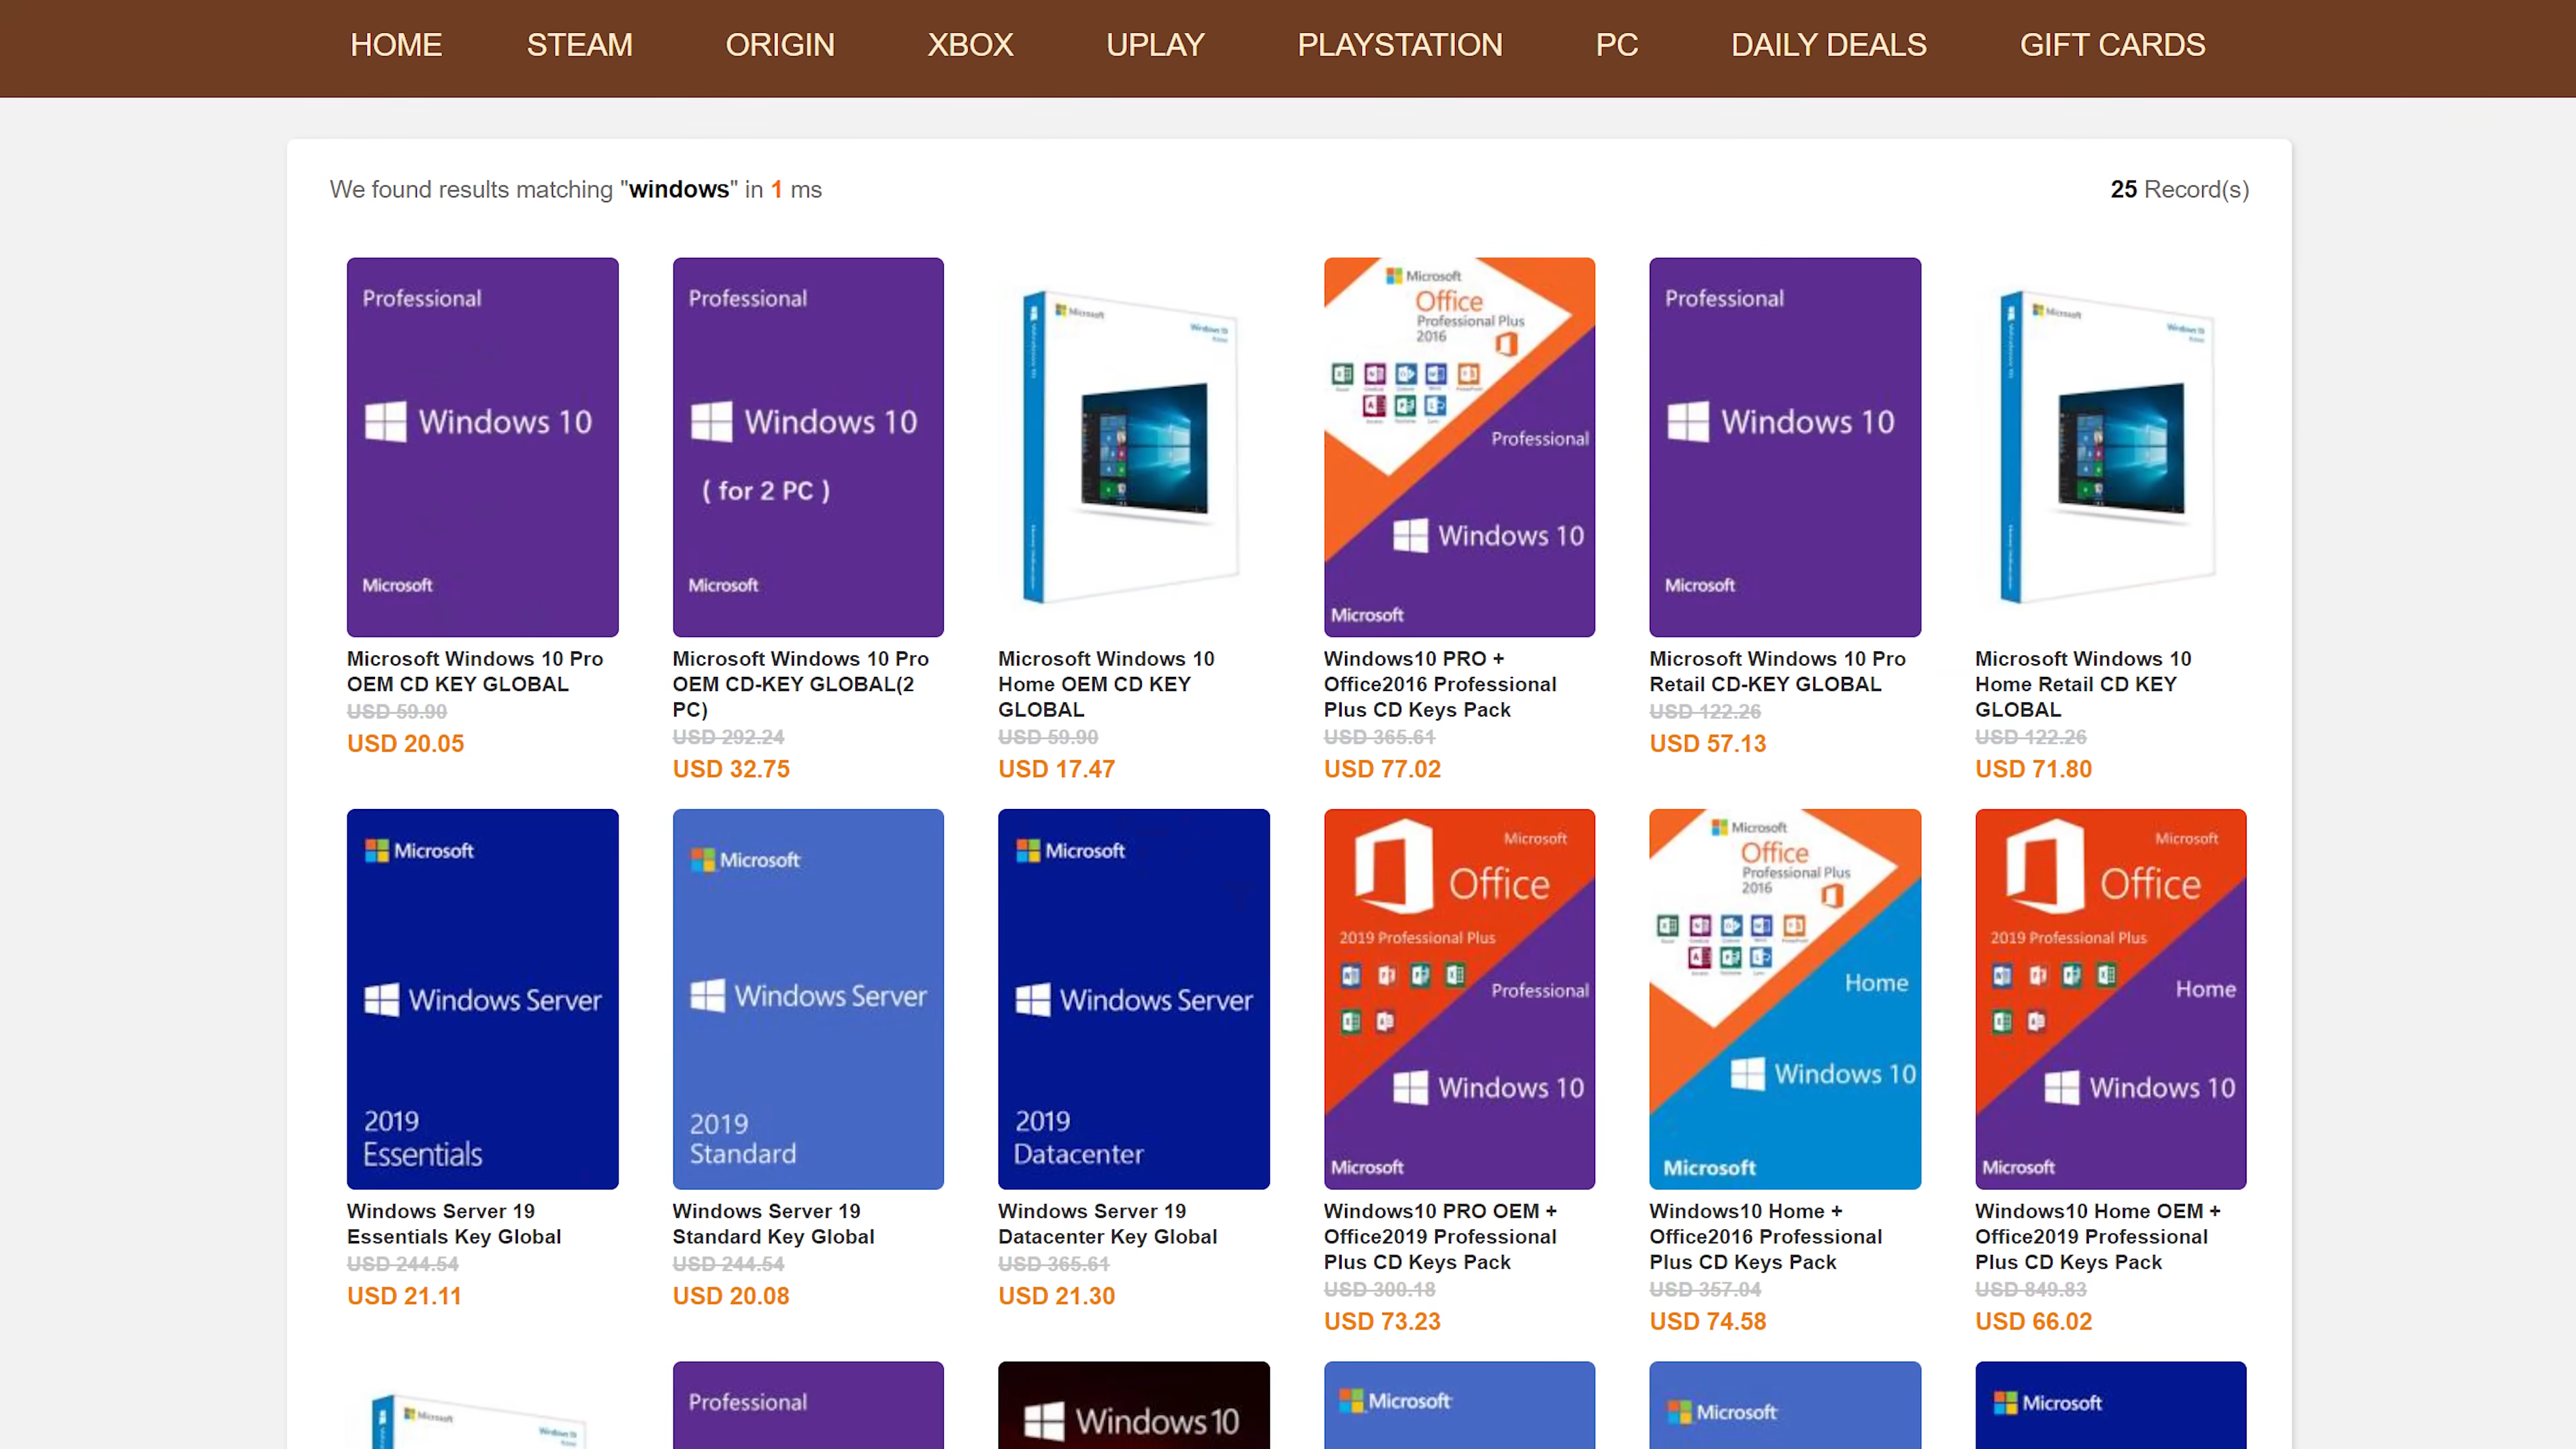 HOME STEAM ORIGIN XBOX UPLAY PLAYSTATION PC DAILY DEALS GIFT CARDS
We found results matching "windows" in 1 ms
25 Record(s)
Professional
Windows 10
Microsoft
Microsoft Windows 10 Pro
OEM CD KEY GLOBAL
USD 59.90
USD 20.05
Professional
Windows 10
( for 2 PC )
Microsoft
Microsoft Windows 10 Pro
OEM CD-KEY GLOBAL(2
PC)
USD 292.24
USD 32.75
Microsoft
Windows 10
Microsoft Windows 10
Home OEM CD KEY
GLOBAL
USD 59.90
USD 17.47
Microsoft
Office
Professional Plus
2016
Professional
Windows 10
Microsoft
Windows10 PRO +
Office2016 Professional
Plus CD Keys Pack
USD 365.61
USD 77.02
Professional
Windows 10
Microsoft
Microsoft Windows 10 Pro
Retail CD-KEY GLOBAL
USD 122.26
USD 57.13
Microsoft
Windows 10
Microsoft Windows 10
Home Retail CD KEY
GLOBAL
USD 122.26
USD 71.80
Microsoft
Windows Server
2019
Essentials
Windows Server 19
Essentials Key Global
USD 244.54
USD 21.11
Microsoft
Windows Server
2019
Standard
Windows Server 19
Standard Key Global
USD 244.54
USD 20.08
Microsoft
Windows Server
2019
Datacenter
Windows Server 19
Datacenter Key Global
USD 365.61
USD 21.30
Microsoft
Office
2019 Professional Plus
Professional
Windows 10
Microsoft
Windows10 PRO OEM +
Office2019 Professional
Plus CD Keys Pack
USD 300.18
USD 73.23
Microsoft
Office
Professional Plus
2016
Home
Windows 10
Microsoft
Windows10 Home +
Office2016 Professional
Plus CD Keys Pack
USD 357.04
USD 74.58
Microsoft
Office
2019 Professional Plus
Home
Windows 10
Microsoft
Windows10 Home OEM +
Office2019 Professional
Plus CD Keys Pack
USD 849.83
USD 66.02
Microsoft
Windows 10
Professional
Windows 10
Microsoft
Microsoft
Microsoft